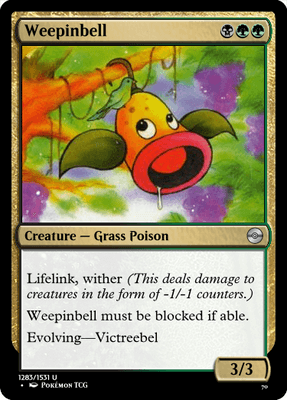 Weepinbell
Creature — Grass Poison
Lifelink, wither (This deals damage to
creatures in the form of -1/-1 counters.)
Weepinbell must be blocked if able.
Evolving—Victreebel
3/3
1283/1531 U
• Pokémon TCG
70